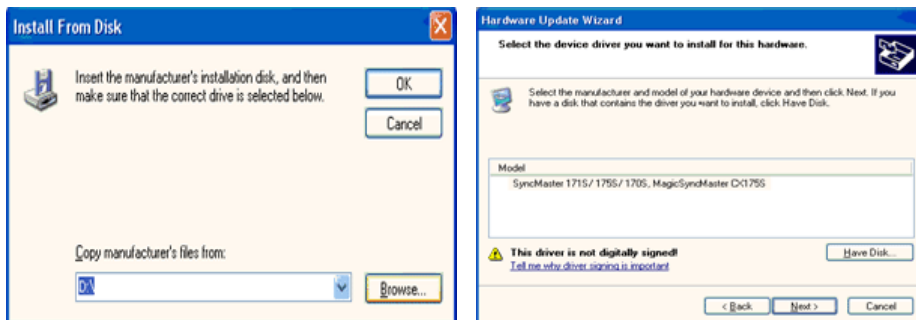 Install From Disk
Insert the manufacturer's installation disk, and then
make sure that the correct drive is selected below.
OK
Cancel
Copy manufacturer's files from:
D:\
Browse...
Hardware Update Wizard
Select the device driver you want to install for this hardware.
Select the manufacturer and model of your hardware device and then click Next. If you
have a disk that contains the driver you want to install, click Have Disk.
Model
SyncMaster 171S/ 175S/ 170S, MagicSyncMaster CX175S
This driver is not digitally signed!
Tell me why driver signing is important
Have Disk...
< Back
Next >
Cancel